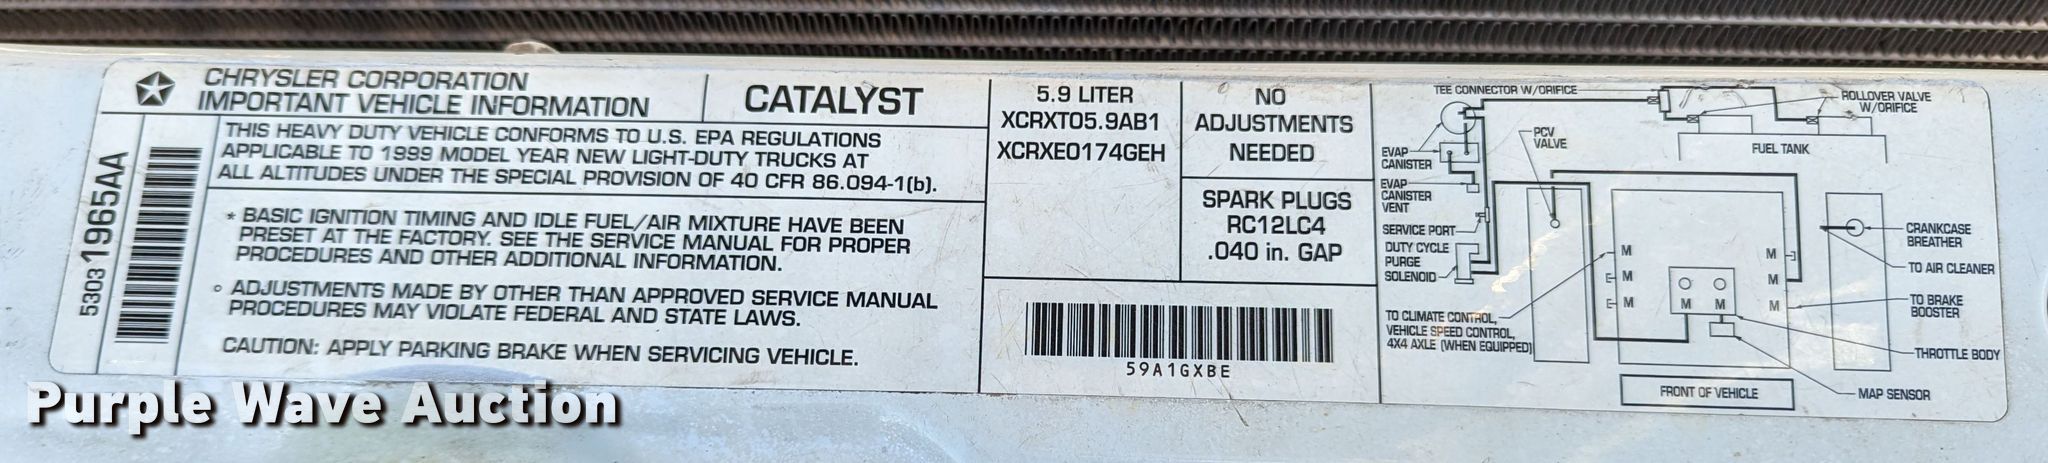 CHRYSLER CORPORATION
IMPORTANT VEHICLE INFORMATION
CATALYST
THIS HEAVY DUTY VEHICLE CONFORMS TO U.S. EPA REGULATIONS
APPLICABLE TO 1999 MODEL YEAR NEW LIGHT-DUTY TRUCKS AT
ALL ALTITUDES UNDER THE SPECIAL PROVISION OF 40 CFR 86.094-1(b).
* BASIC IGNITION TIMING AND IDLE FUEL/AIR MIXTURE HAVE BEEN
PRESET AT THE FACTORY. SEE THE SERVICE MANUAL FOR PROPER
PROCEDURES AND OTHER ADDITIONAL INFORMATION.
° ADJUSTMENTS MADE BY OTHER THAN APPROVED SERVICE MANUAL
PROCEDURES MAY VIOLATE FEDERAL AND STATE LAWS.
CAUTION: APPLY PARKING BRAKE WHEN SERVICING VEHICLE.
53031965AA
5.9 LITER
XCRXT05.9AB1
XCRXE0174GEH
NO
ADJUSTMENTS
NEEDED
SPARK PLUGS
RC12LC4
.040 in. GAP
59A1GXBE
TEE CONNECTOR W/ORIFICE
ROLLOVER VALVE
W/ORIFICE
PCV
VALVE
FUEL TANK
EVAP
CANISTER
EVAP
CANISTER
VENT
SERVICE PORT
DUTY CYCLE
PURGE
SOLENOID
CRANKCASE
BREATHER
TO AIR CLEANER
TO BRAKE
BOOSTER
M
M
M
M
M
M
M
M
TO CLIMATE CONTROL,
VEHICLE SPEED CONTROL,
4X4 AXLE (WHEN EQUIPPED)
THROTTLE BODY
MAP SENSOR
FRONT OF VEHICLE
Purple Wave Auction